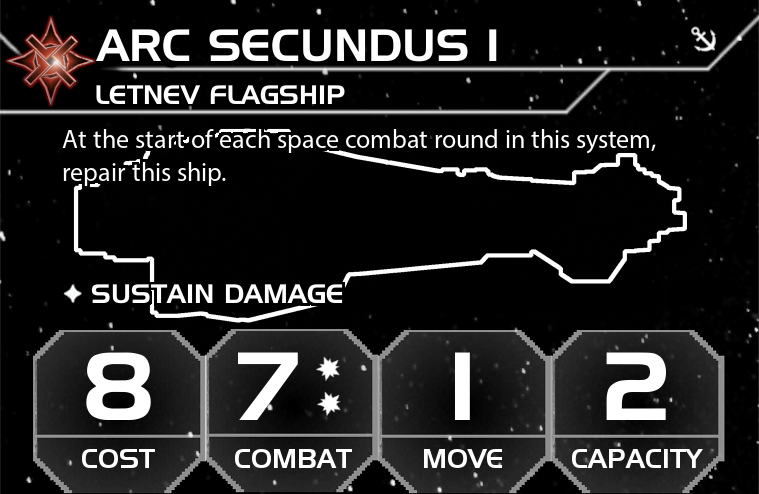 ARC SECUNDUS I
LETNEV FLAGSHIP
At the start of each space combat round in this system,
repair this ship.
SUSTAIN DAMAGE
8 7 1 2
COST COMBAT MOVE CAPACITY